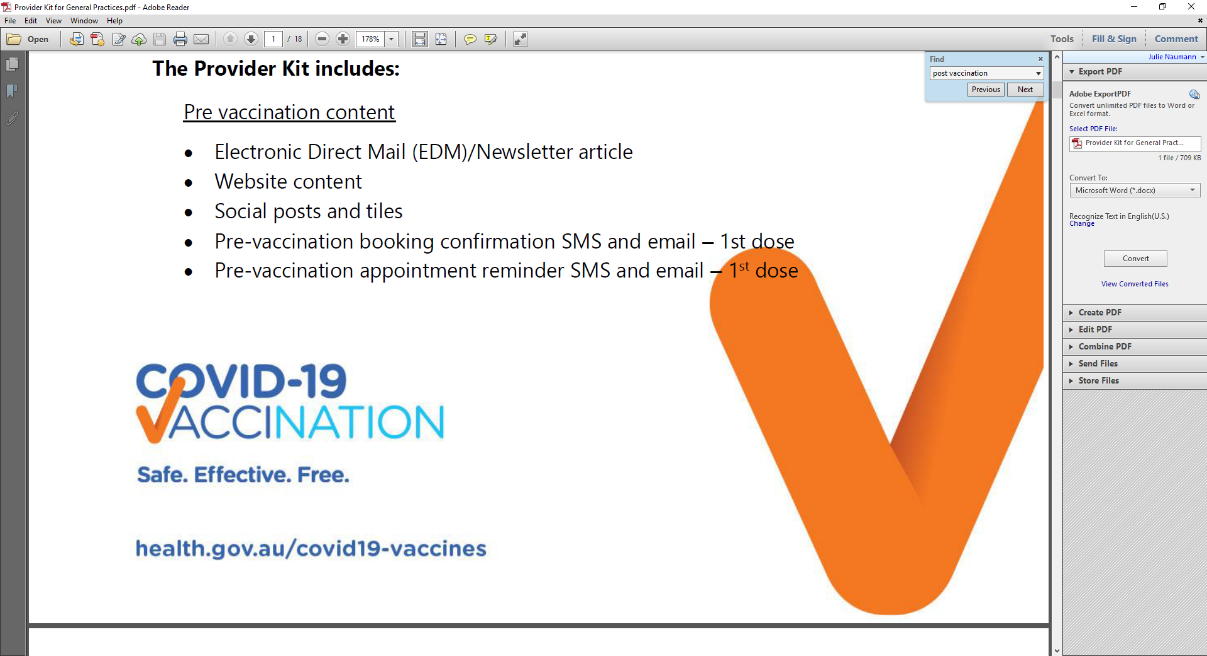 Provider Kit for General Practices.pdf - Adobe Reader
File Edit View Window Help
Open 1 / 18 178% Tools Fill & Sign Comment
The Provider Kit includes:
Pre vaccination content
• Electronic Direct Mail (EDM)/Newsletter article
• Website content
• Social posts and tiles
• Pre-vaccination booking confirmation SMS and email – 1st dose
• Pre-vaccination appointment reminder SMS and email – 1st dose
COVID-19
VACCINATION
Safe. Effective. Free.
health.gov.au/covid19-vaccines
Find
post vaccination
Previous Next
Julie Naumann
Export PDF
Adobe ExportPDF
Convert unlimited PDF files to Word or
Excel format.
Select PDF File:
Provider Kit for General Pract...
1 file / 709 KB
Convert To:
Microsoft Word (*.docx)
Recognize Text in English(U.S.)
Change
Convert
View Converted Files
Create PDF
Edit PDF
Combine PDF
Send Files
Store Files